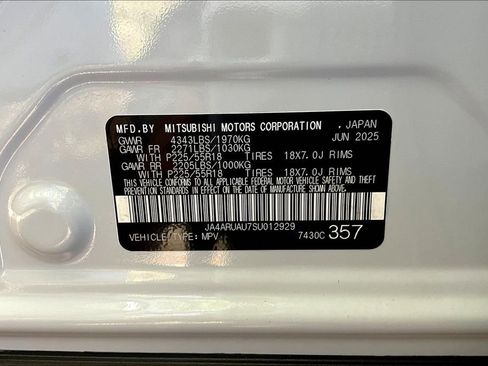 MFD.BY MITSUBISHI MOTORS CORPORATION . JAPAN
GVWR 4343LBS/1970KG JUN 2025
GAWR FR 2271LBS/1030KG
WITH P225/55R18 TIRES 18X7.0J RIMS
GAWR RR 2205LBS/1000KG
WITH P225/55R18 TIRES 18X7.0J RIMS
THIS VEHICLE CONFORMS TO ALL APPLICABLE
FEDERAL MOTOR VEHICLE SAFETY AND THEFT
PREVENTION STANDARDS IN EFFECT ON THE
DATE OF MANUFACTURE SHOWN ABOVE.
JA4ARUAU7SU012929
VEHICLE/TYPE: MPV 7430C 357